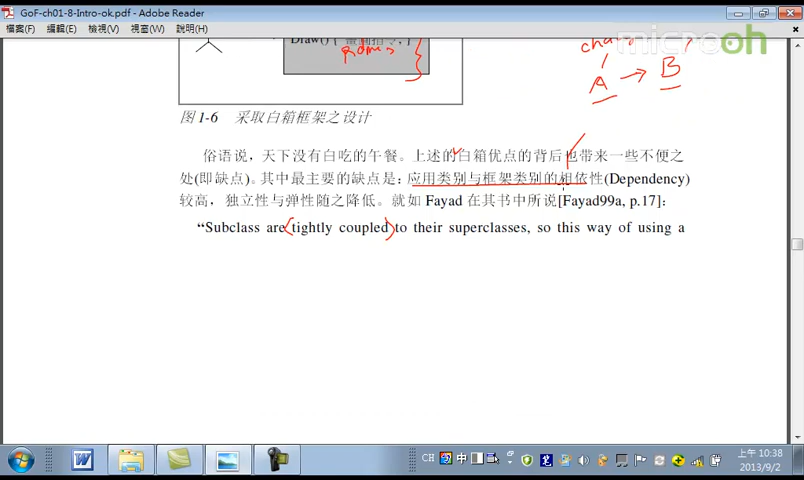 GoF-ch01-8-Intro-ok.pdf - Adobe Reader
檔案(F) 編輯(E) 檢視(V) 視窗(W) 說明(H)
microoh
Draw() {
A → B
图 1-6 采取白箱框架之设计
俗语说，天下没有白吃的午餐。上述的白箱优点的背后也带来一些不便之
处(即缺点)。其中最主要的缺点是：应用类别与框架类别的相依性(Dependency)
较高，独立性与弹性随之降低。就如 Fayad 在其书中所说[Fayad99a, p.17]：
“Subclass are (tightly coupled) to their superclasses, so this way of using a
CH 中
上午 10:38
2013/9/2